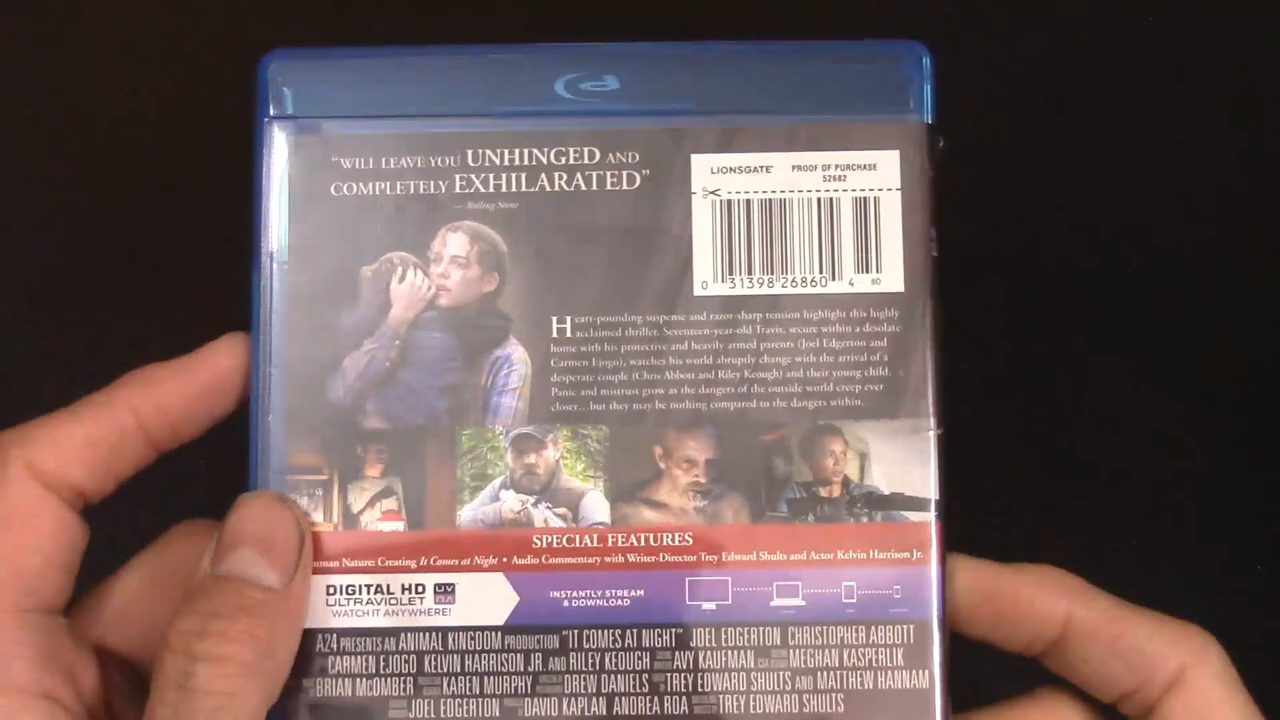 "WILL LEAVE YOU UNHINGED AND
COMPLETELY EXHILARATED"
— Rolling Stone
LIONSGATE PROOF OF PURCHASE
52682
0 31398 26860 4 80
Heart-pounding suspense and razor-sharp tension highlight this highly
acclaimed thriller. Seventeen-year-old Travis, secure within a desolate
home with his protective and heavily armed parents (Joel Edgerton and
Carmen Ejogo), watches his world abruptly change with the arrival of a
desperate couple (Chris Abbott and Riley Keough) and their young child.
Panic and mistrust grow as the dangers of the outside world creep ever
closer...but they may be nothing compared to the dangers within.
SPECIAL FEATURES
Nature: Creating It Comes at Night • Audio Commentary with Writer-Director Trey Edward Shults and Actor Kelvin Harrison Jr.
DIGITAL HD
ULTRAVIOLET UV
WATCH IT ANYWHERE!
INSTANTLY STREAM
& DOWNLOAD
A24 PRESENTS AN ANIMAL KINGDOM PRODUCTION "IT COMES AT NIGHT" JOEL EDGERTON CHRISTOPHER ABBOTT
CARMEN EJOGO KELVIN HARRISON JR. AND RILEY KEOUGH AVY KAUFMAN, CSA MEGHAN KASPERLIK
BRIAN McOMBER KAREN MURPHY DREW DANIELS TREY EDWARD SHULTS AND MATTHEW HANNAM
JOEL EDGERTON DAVID KAPLAN ANDREA ROA TREY EDWARD SHULTS